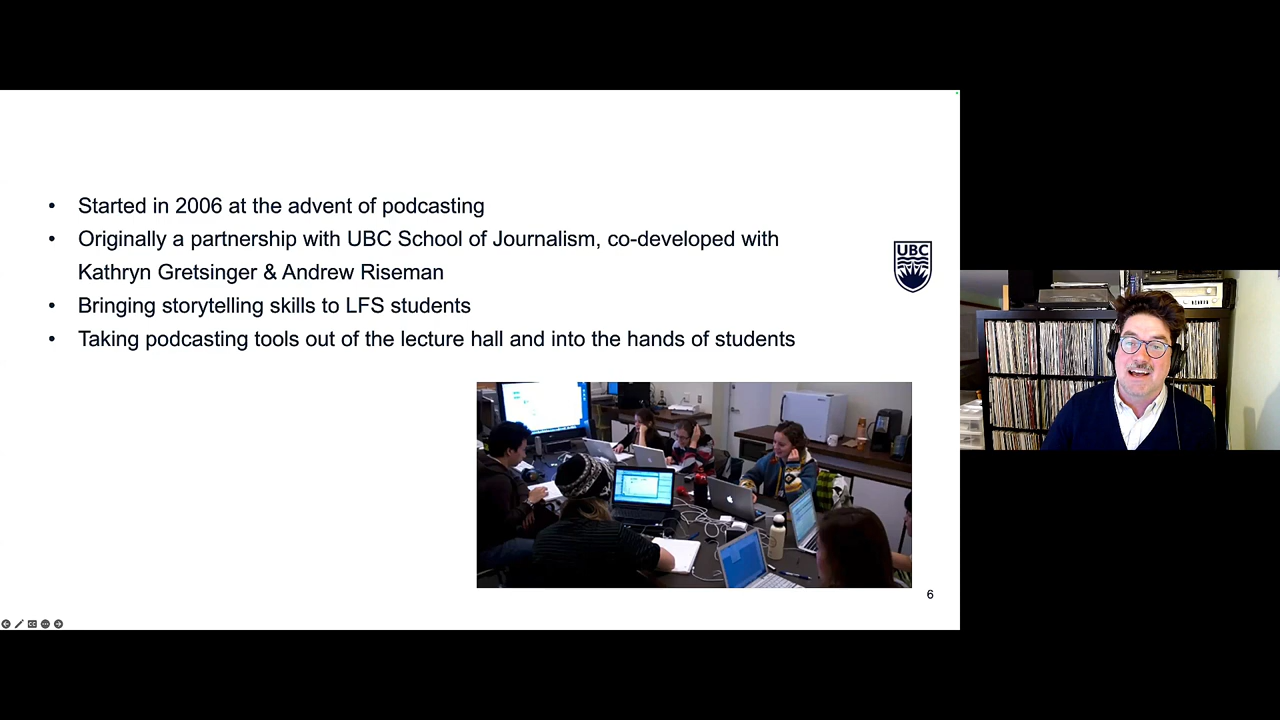 • Started in 2006 at the advent of podcasting
• Originally a partnership with UBC School of Journalism, co-developed with
Kathryn Gretsinger & Andrew Riseman
• Bringing storytelling skills to LFS students
• Taking podcasting tools out of the lecture hall and into the hands of students
UBC
6